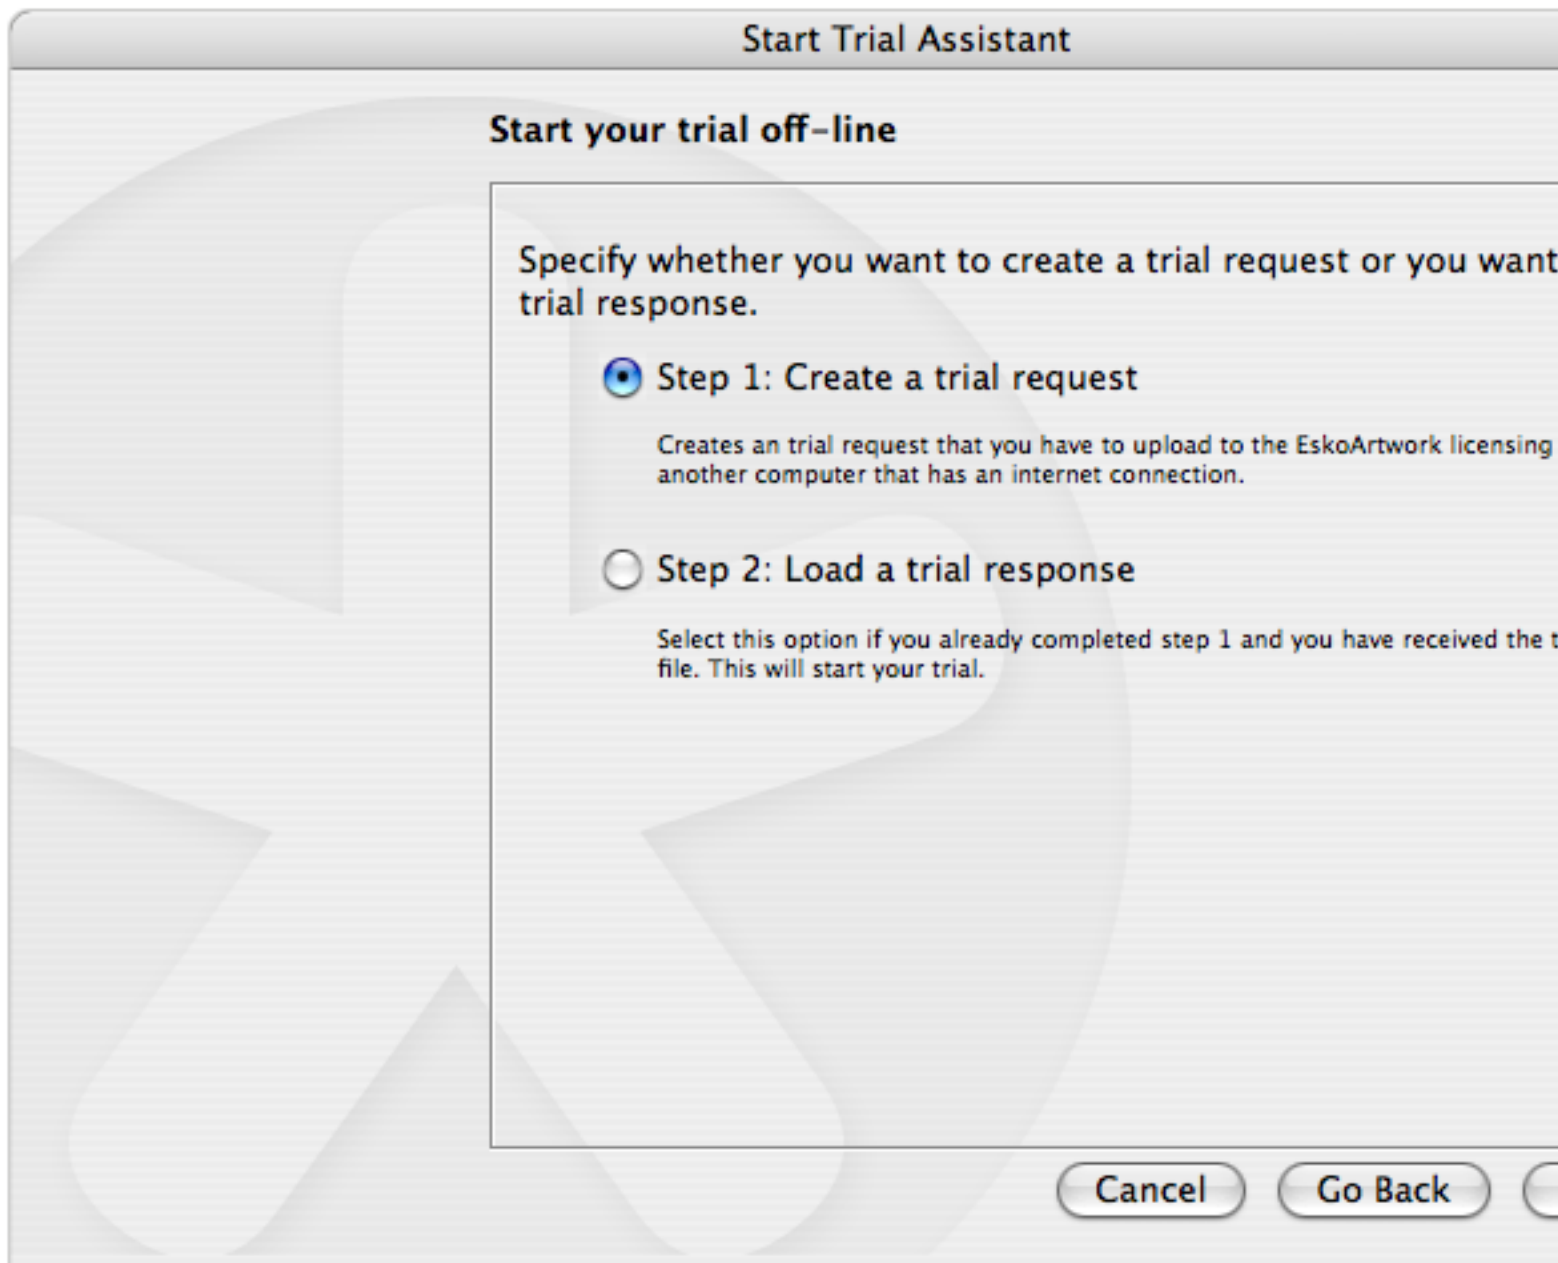 Start Trial Assistant
Start your trial off-line
Specify whether you want to create a trial request or you want
trial response.
Step 1: Create a trial request
Creates an trial request that you have to upload to the EskoArtwork licensing
another computer that has an internet connection.
Step 2: Load a trial response
Select this option if you already completed step 1 and you have received the
file. This will start your trial.
Cancel
Go Back